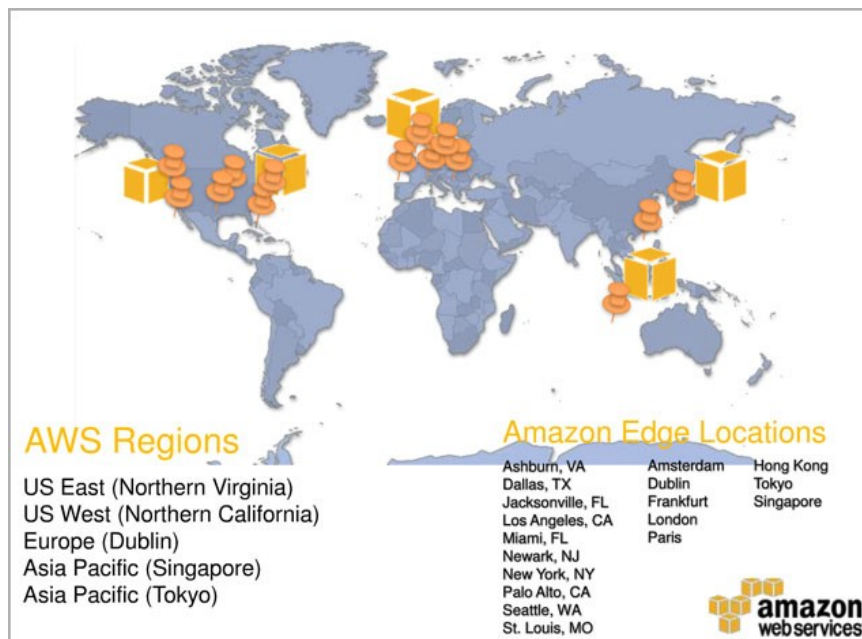 AWS Regions
US East (Northern Virginia)
US West (Northern California)
Europe (Dublin)
Asia Pacific (Singapore)
Asia Pacific (Tokyo)
Amazon Edge Locations
Ashburn, VA
Dallas, TX
Jacksonville, FL
Los Angeles, CA
Miami, FL
Newark, NJ
New York, NY
Palo Alto, CA
Seattle, WA
St. Louis, MO
Amsterdam
Dublin
Frankfurt
London
Paris
Hong Kong
Tokyo
Singapore
amazon
webservices